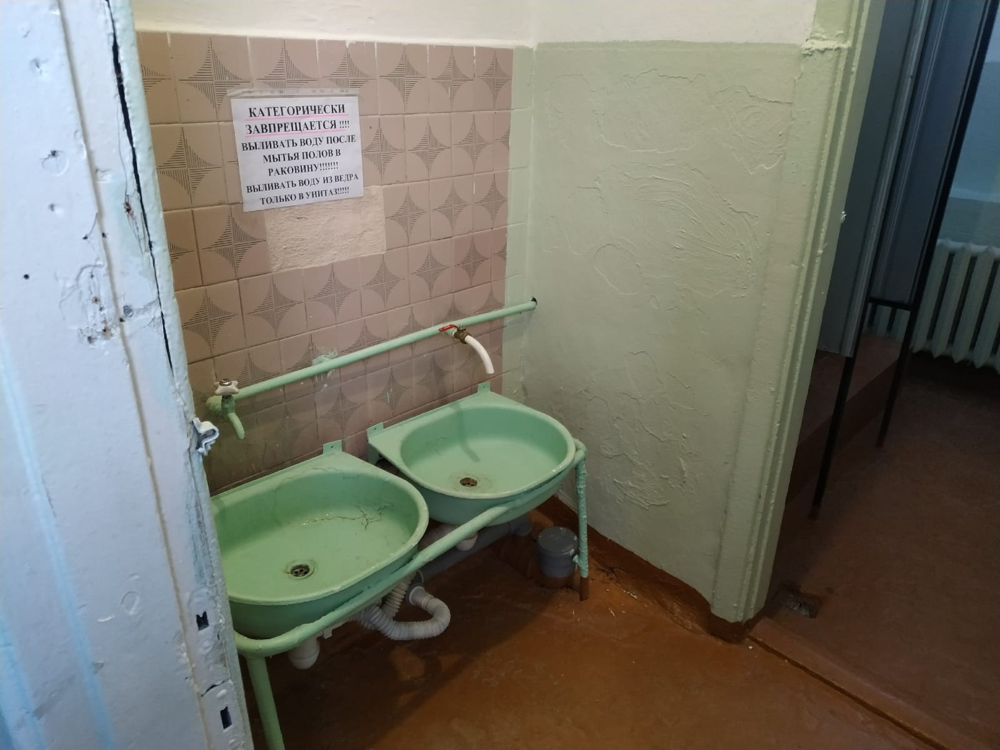 КАТЕГОРИЧЕСКИ
ЗАВПРЕЩАЕТСЯ !!!!
ВЫЛИВАТЬ ВОДУ ПОСЛЕ
МЫТЬЯ ПОЛОВ В
РАКОВИНУ!!!!!!!
ВЫЛИВАТЬ ВОДУ ИЗ ВЕДРА
ТОЛЬКО В УНИТАЗ!!!!!